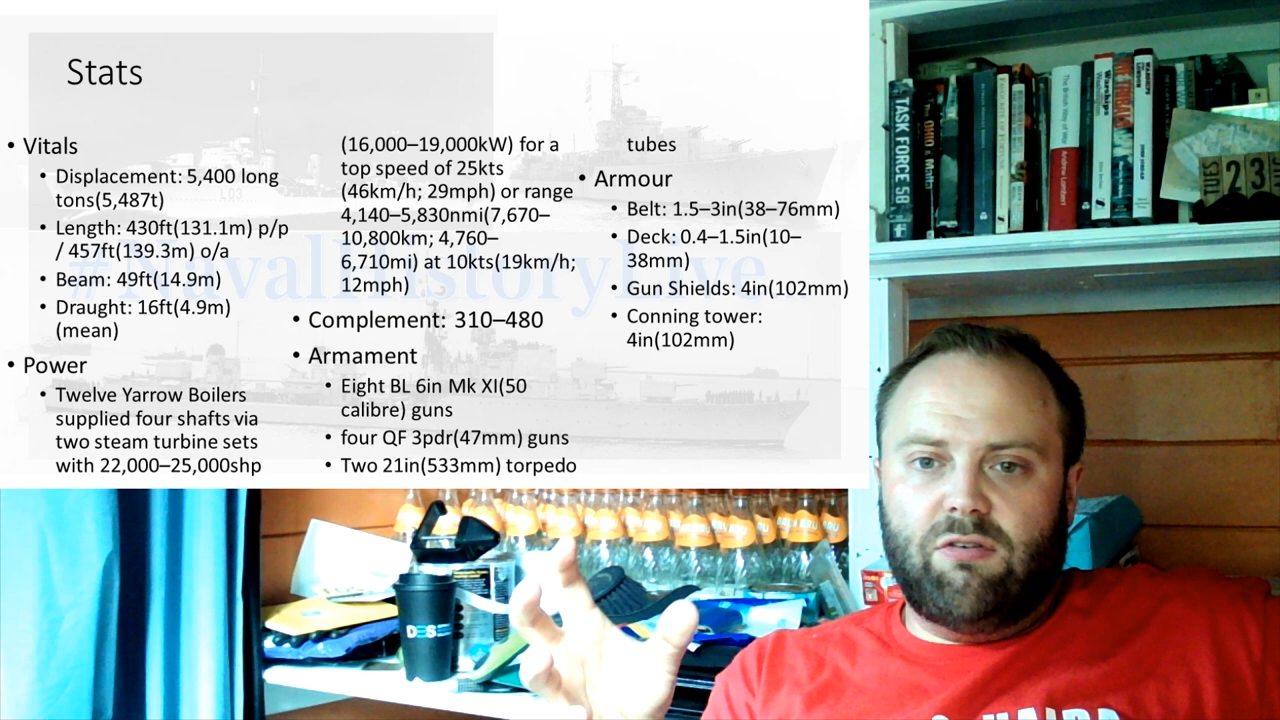 Stats
• Vitals
• Displacement: 5,400 long
tons(5,487t)
• Length: 430ft(131.1m) p/p
/ 457ft(139.3m) o/a
• Beam: 49ft(14.9m)
• Draught: 16ft(4.9m)
(mean)
• Power
• Twelve Yarrow Boilers
supplied four shafts via
two steam turbine sets
with 22,000–25,000shp
(16,000–19,000kW) for a
top speed of 25kts
(46km/h; 29mph) or range
4,140–5,830nmi(7,670–
10,800km; 4,760–
6,710mi) at 10kts(19km/h;
12mph)
• Complement: 310–480
• Armament
• Eight BL 6in Mk XI(50
calibre) guns
• four QF 3pdr(47mm) guns
• Two 21in(533mm) torpedo
tubes
• Armour
• Belt: 1.5–3in(38–76mm)
• Deck: 0.4–1.5in(10–
38mm)
• Gun Shields: 4in(102mm)
• Conning tower:
4in(102mm)
#NavalHistoryLive
L03
TASK FORCE 58
Warships
TUES
23
DES